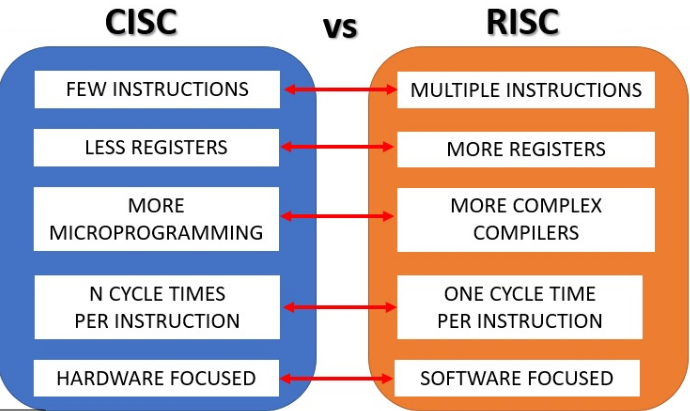 CISC
vs
RISC
FEW INSTRUCTIONS
MULTIPLE INSTRUCTIONS
LESS REGISTERS
MORE REGISTERS
MORE
MICROPROGRAMMING
MORE COMPLEX
COMPILERS
N CYCLE TIMES
PER INSTRUCTION
ONE CYCLE TIME
PER INSTRUCTION
HARDWARE FOCUSED
SOFTWARE FOCUSED